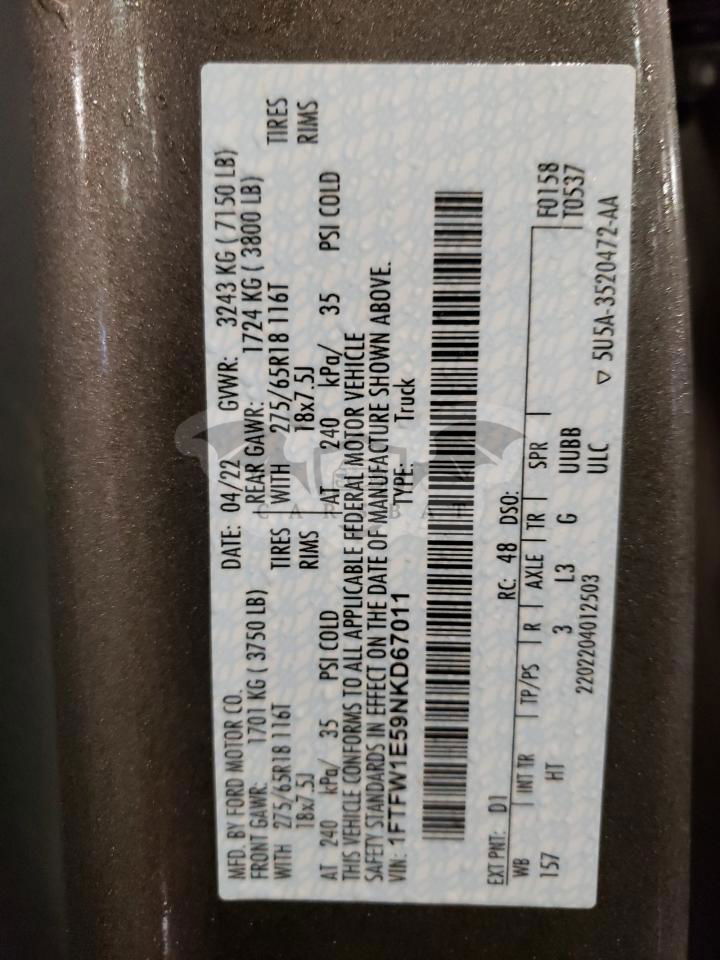 MFD. BY FORD MOTOR CO.
DATE: 04/22 GVWR: 3243 KG ( 7150 LB)
FRONT GAWR: 1701 KG ( 3750 LB)
REAR GAWR: 1724 KG ( 3800 LB)
WITH 275/65R18 116T TIRES
WITH 275/65R18 116T TIRES
18x7.5J RIMS
18x7.5J RIMS
AT 240 kPa/ 35 PSI COLD
AT 240 kPa/ 35 PSI COLD
THIS VEHICLE CONFORMS TO ALL APPLICABLE FEDERAL MOTOR VEHICLE
SAFETY STANDARDS IN EFFECT ON THE DATE OF MANUFACTURE SHOWN ABOVE.
VIN: 1FTFW1E59NKD67011 TYPE: Truck
EXT PNT: D1 RC: 48 DSO: F0158
T0537
WB INT TR TP/PS R AXLE TR SPR
157 HT 3 L3 G UUBB
2202204012503 ULC ▽ 5U5A-3520472-AA